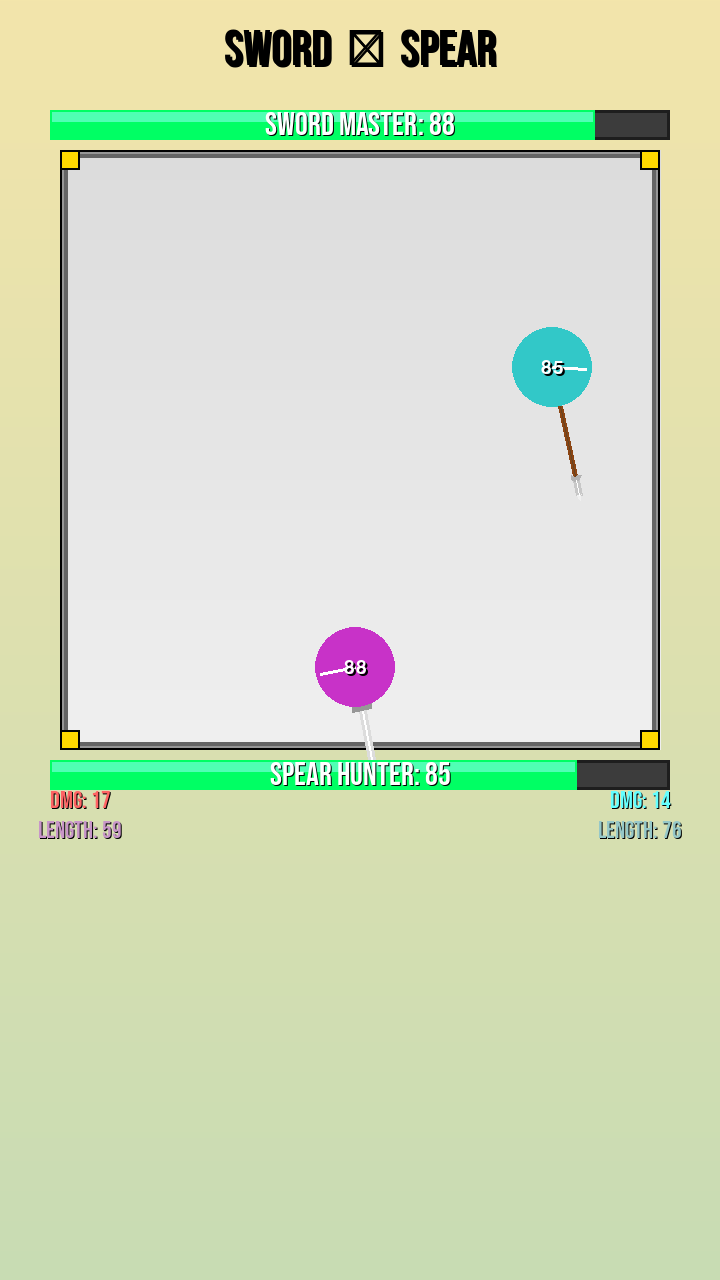 SWORD SPEAR
SWORD MASTER: 88
85
88
SPEAR HUNTER: 85
DMG: 17 DMG: 14
LENGTH: 59 LENGTH: 76